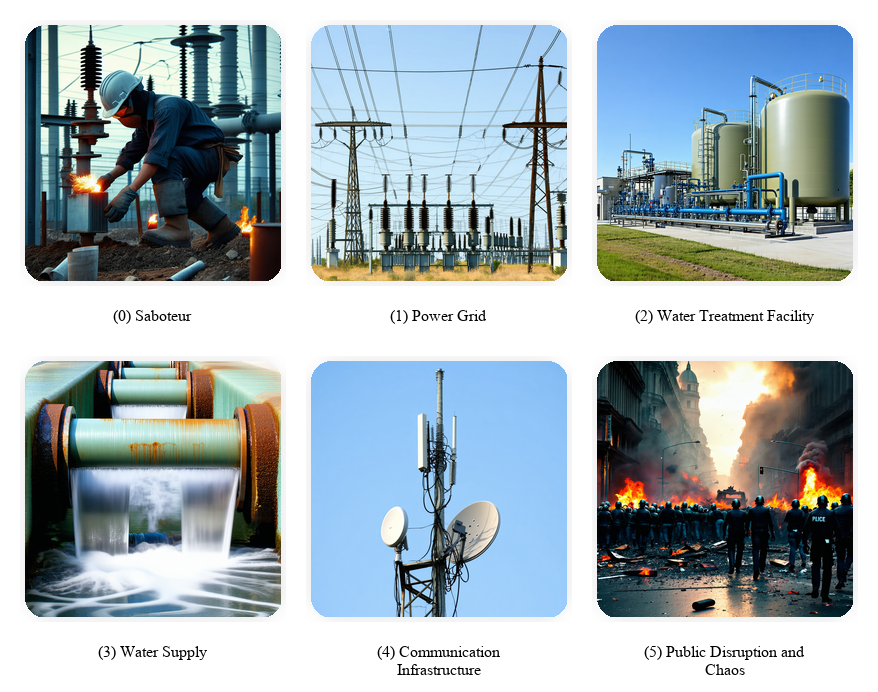 (0) Saboteur
(1) Power Grid
(2) Water Treatment Facility
POLICE
(3) Water Supply
(4) Communication
Infrastructure
(5) Public Disruption and
Chaos